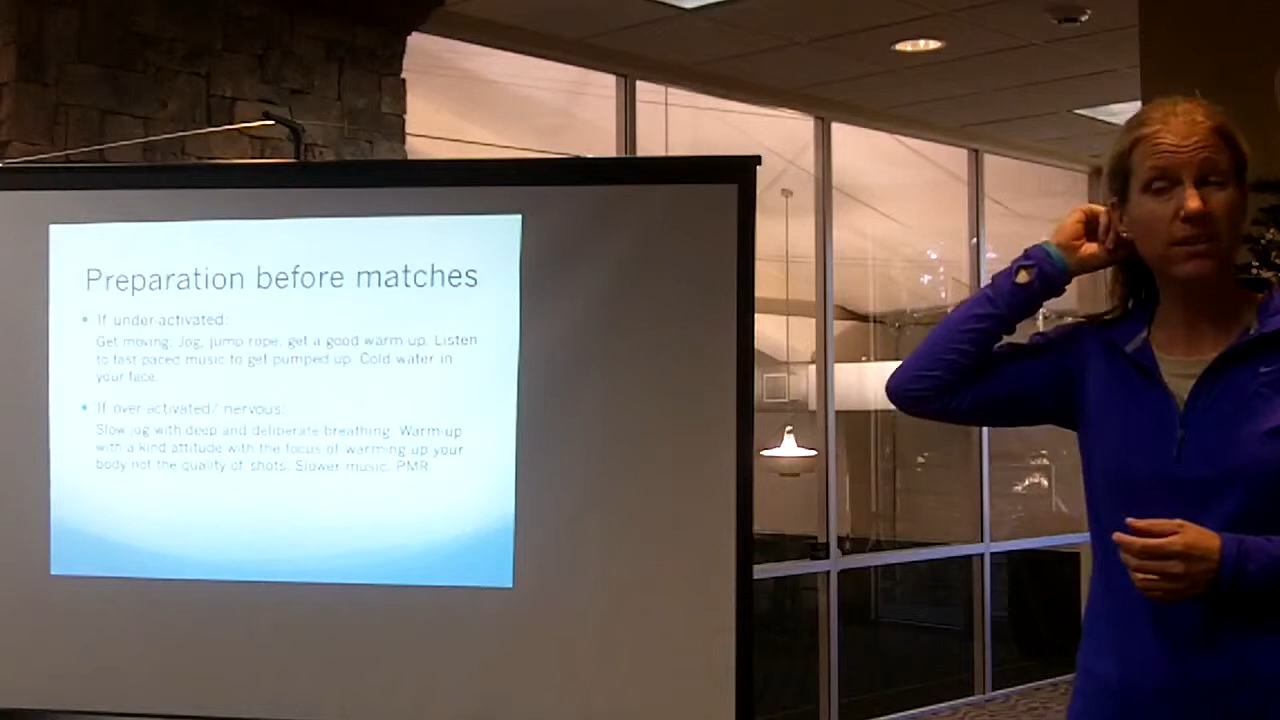 Preparation before matches
• If under-activated:
Get moving. Jog, jump rope, get a good warm up. Listen
to fast paced music to get pumped up. Cold water in
your face.
• If over-activated/ nervous:
Slow jog with deep and deliberate breathing. Warm-up
with a kind attitude with the focus of warming up your
body not the quality of shots. Slower music. PMR